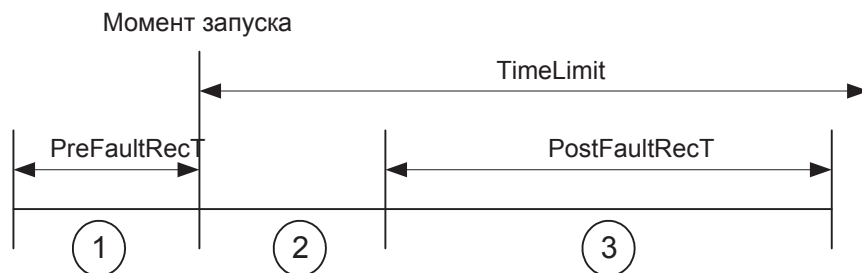 Момент запуска
TimeLimit
PreFaultRecT
PostFaultRecT
1
2
3